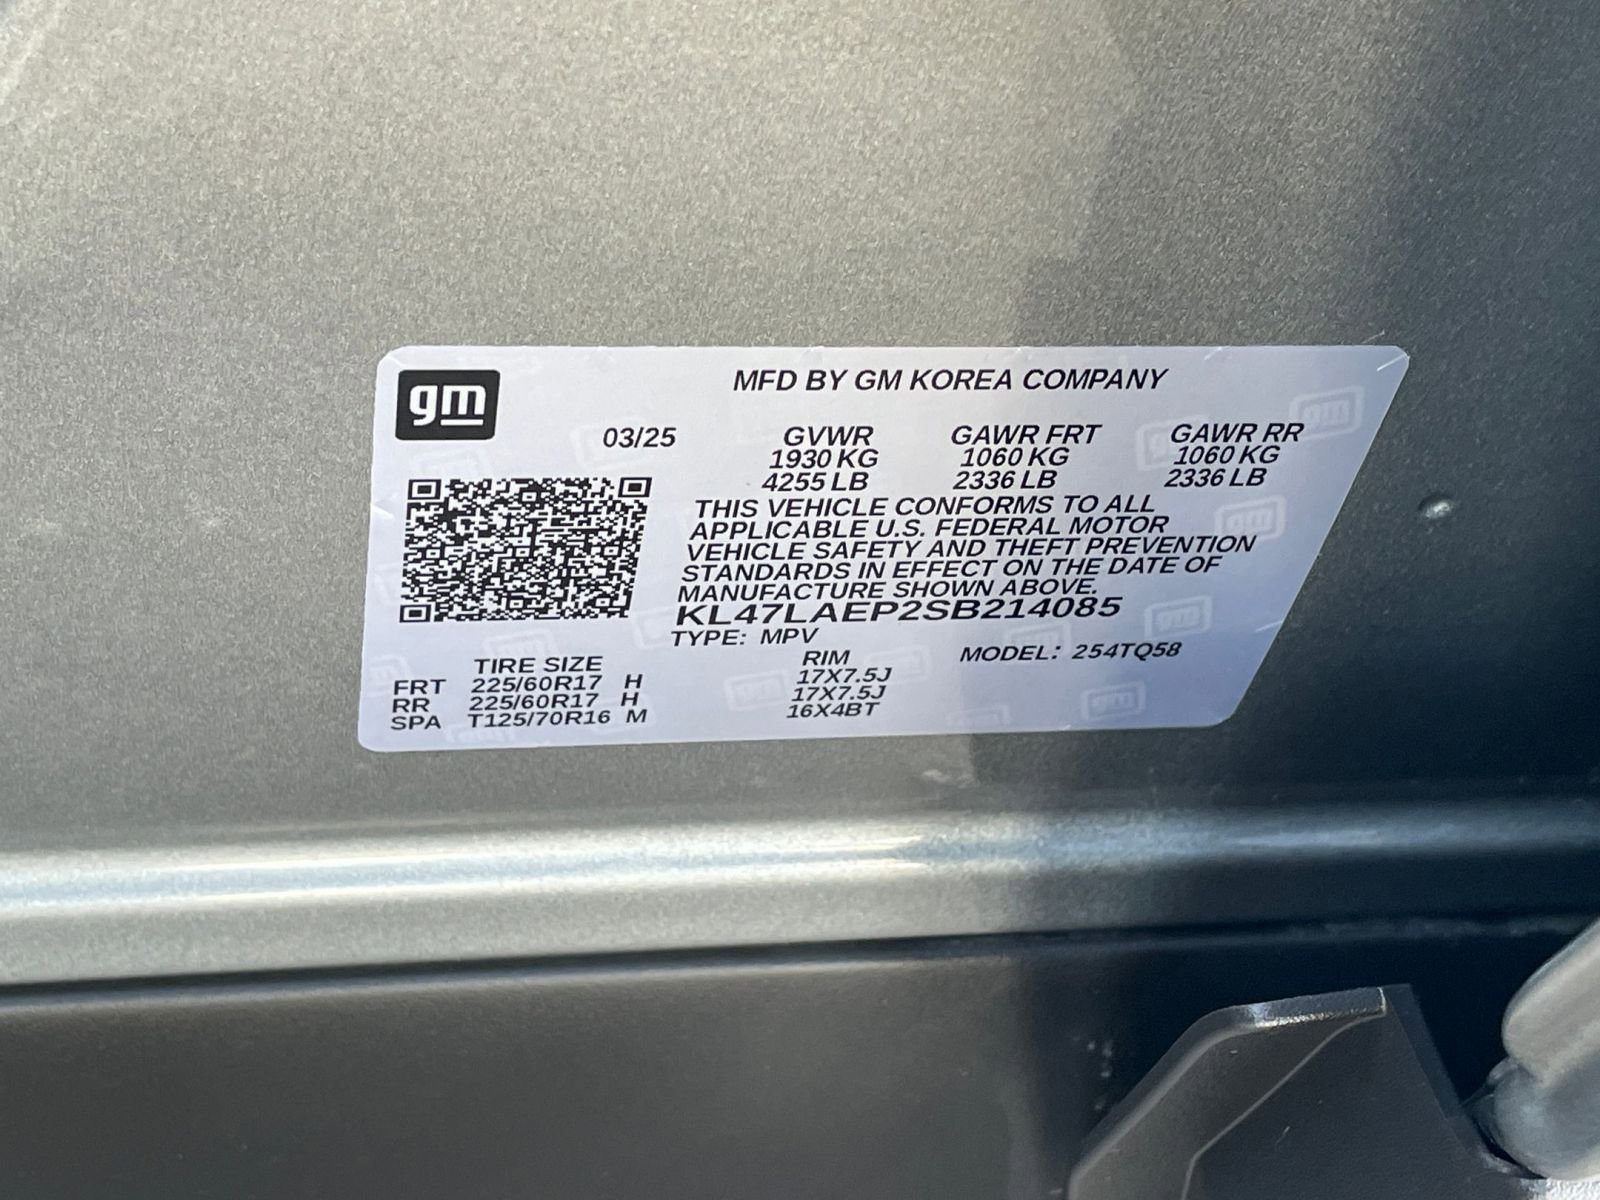 gm
MFD BY GM KOREA COMPANY
03/25 GVWR GAWR FRT GAWR RR
1930 KG 1060 KG 1060 KG
4255 LB 2336 LB 2336 LB
THIS VEHICLE CONFORMS TO ALL
APPLICABLE U.S. FEDERAL MOTOR
VEHICLE SAFETY AND THEFT PREVENTION
STANDARDS IN EFFECT ON THE DATE OF
MANUFACTURE SHOWN ABOVE.
KL47LAEP2SB214085
TYPE: MPV MODEL: 254TQ58
TIRE SIZE RIM
FRT 225/60R17 H 17X7.5J
RR 225/60R17 H 17X7.5J
SPA T125/70R16 M 16X4BT